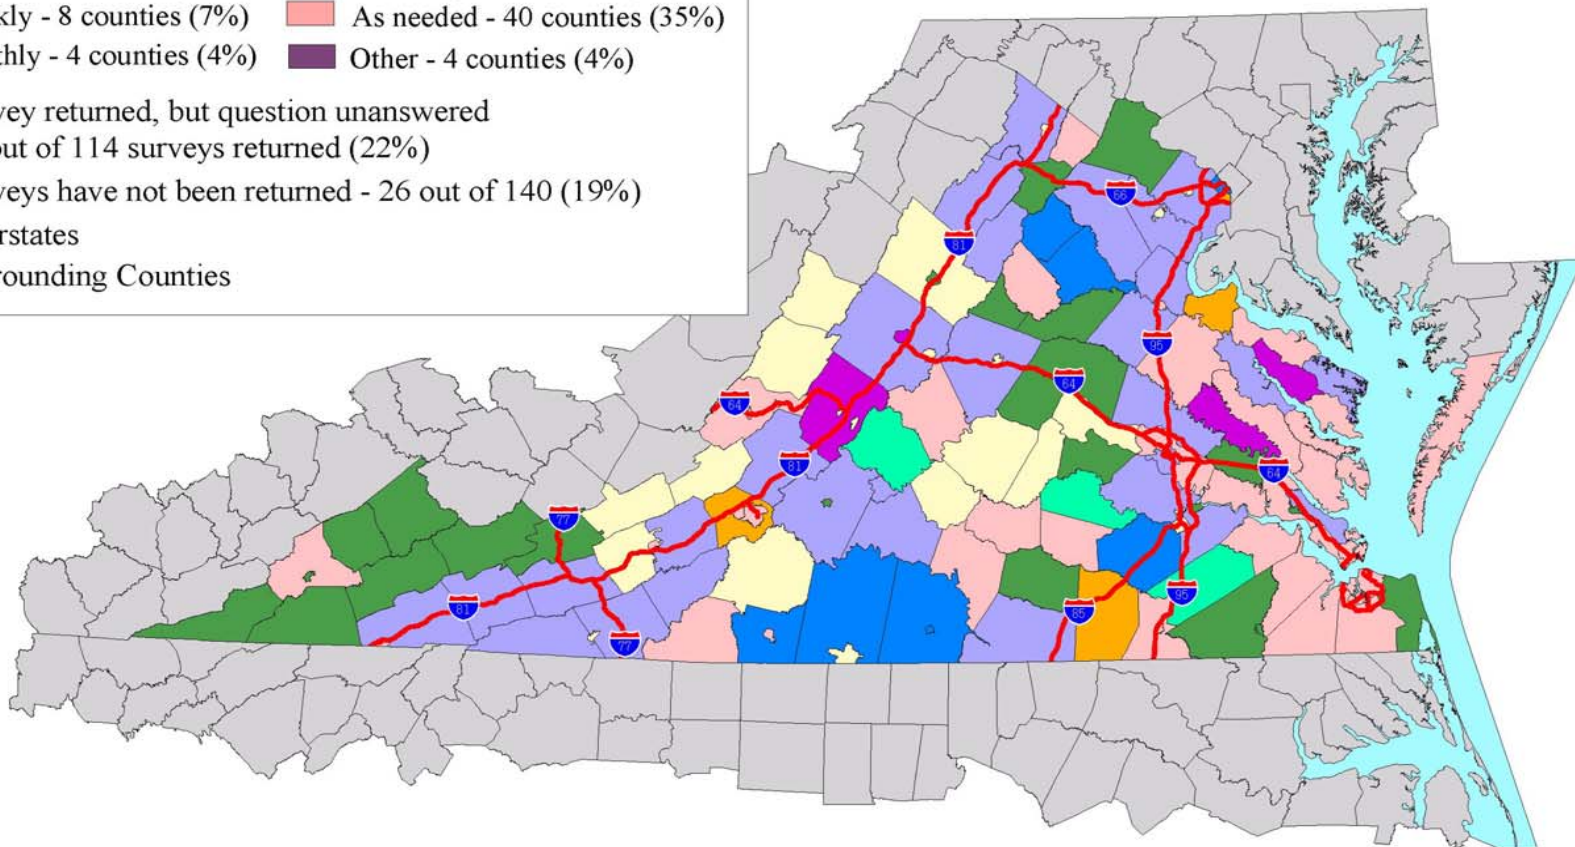 kly - 8 counties (7%) As needed - 40 counties (35%)
thly - 4 counties (4%) Other - 4 counties (4%)
vey returned, but question unanswered
out of 114 surveys returned (22%)
veys have not been returned - 26 out of 140 (19%)
rstates
rounding Counties
66
81
95
64
64
81
64
77
81
95
85
77